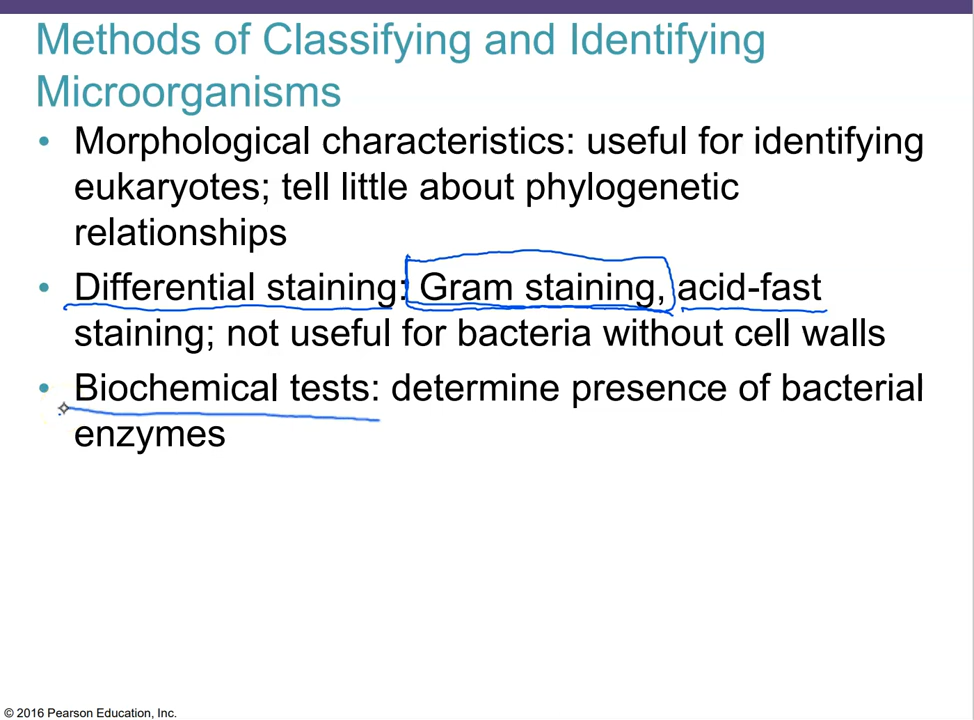 Methods of Classifying and Identifying
Microorganisms
• Morphological characteristics: useful for identifying
eukaryotes; tell little about phylogenetic
relationships
• Differential staining: Gram staining, acid-fast
staining; not useful for bacteria without cell walls
• Biochemical tests: determine presence of bacterial
enzymes
© 2016 Pearson Education, Inc.